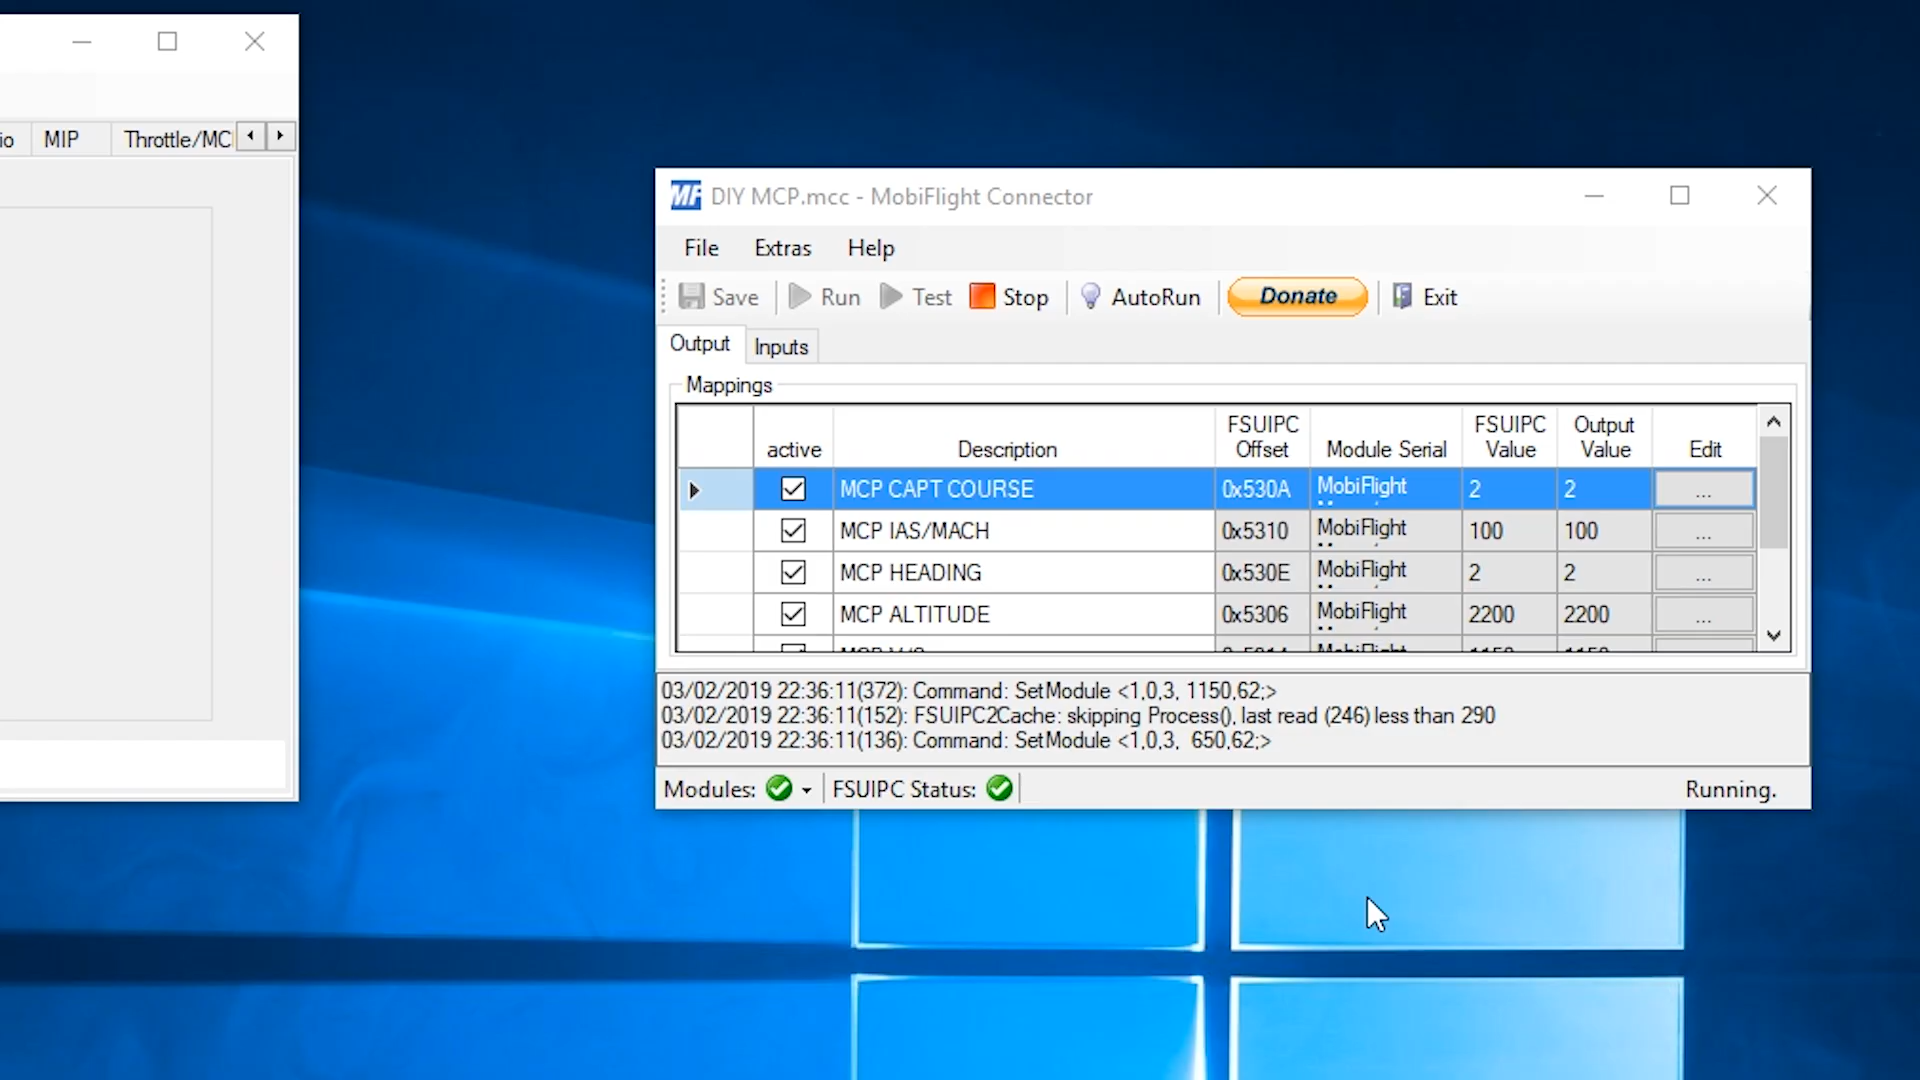 io MIP Throttle/MC
MF DIY MCP.mcc - MobiFlight Connector
File Extras Help
Save Run Test Stop AutoRun Donate Exit
Output Inputs
Mappings
active Description FSUIPC Offset Module Serial FSUIPC Value Output Value Edit
MCP CAPT COURSE 0x530A MobiFlight 2 2 ...
MCP IAS/MACH 0x5310 MobiFlight 100 100 ...
MCP HEADING 0x530E MobiFlight 2 2 ...
MCP ALTITUDE 0x5306 MobiFlight 2200 2200 ...
03/02/2019 22:36:11(372): Command: SetModule <1,0,3, 1150,62;>
03/02/2019 22:36:11(152): FSUIPC2Cache: skipping Process(), last read (246) less than 290
03/02/2019 22:36:11(136): Command: SetModule <1,0,3,  650,62;>
Modules: FSUIPC Status: Running.